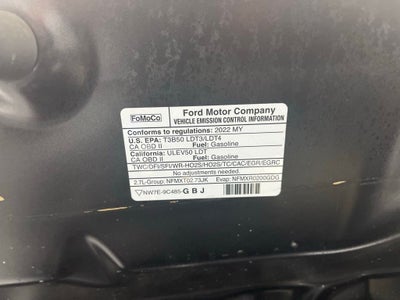 FoMoCo
Ford Motor Company
VEHICLE EMISSION CONTROL INFORMATION
Conforms to regulations: 2022 MY
U.S. EPA: T3B50 LDT3/LDT4
CA OBD II Fuel: Gasoline
California: ULEV50 LDT
CA OBD II Fuel: Gasoline
TWC/DFI/SFI/WR-HO2S/HO2S/TC/CAC/EGR/EGRC
No adjustments needed.
2.7L-Group: NFMXT02.73JK Evap: NFMXR0200GDG
NW7E-9C485-GBJ